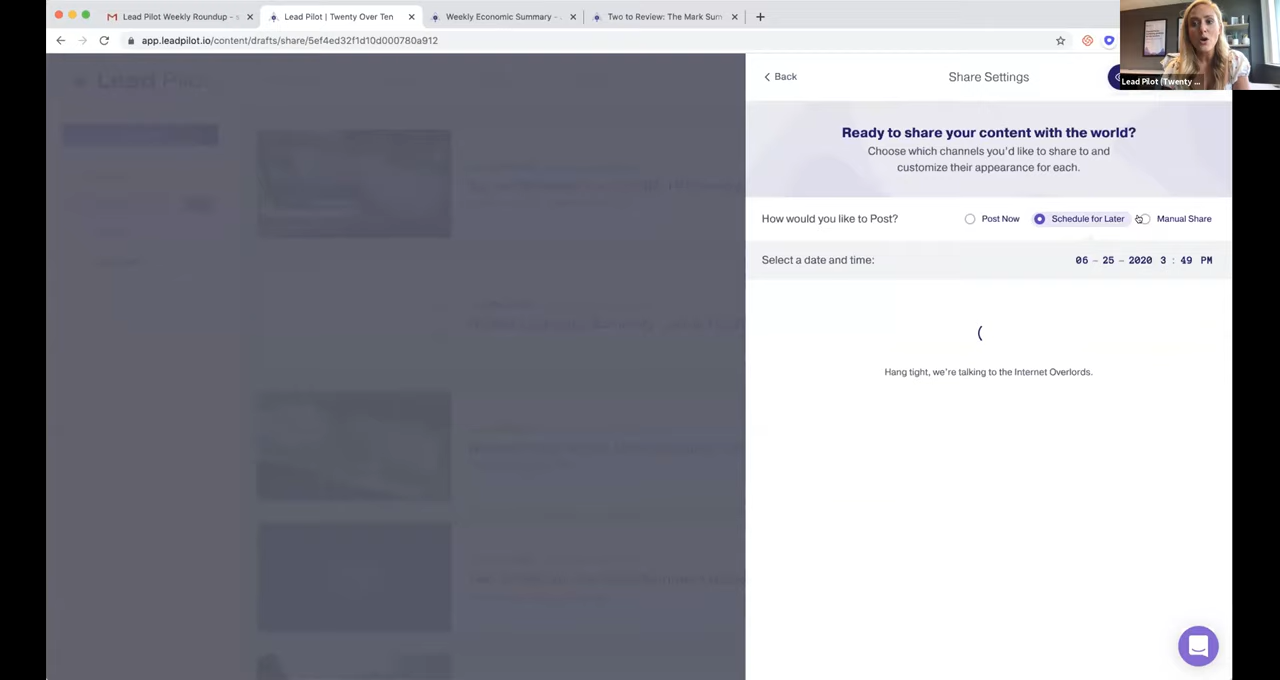 Lead Pilot Weekly Roundup - s
Lead Pilot | Twenty Over Ten
Weekly Economic Summary -
Two to Review: The Mark Sum
app.leadpilot.io/content/drafts/share/5ef4ed32f1d10d000780a912
Lead Pilot (Twenty ...
Lead Pilot
Back
Share Settings
Ready to share your content with the world?
Choose which channels you'd like to share to and
customize their appearance for each.
How would you like to Post?
Post Now
Schedule for Later
Manual Share
Select a date and time:
06 – 25 – 2020 3 : 49 PM
Hang tight, we're talking to the Internet Overlords.